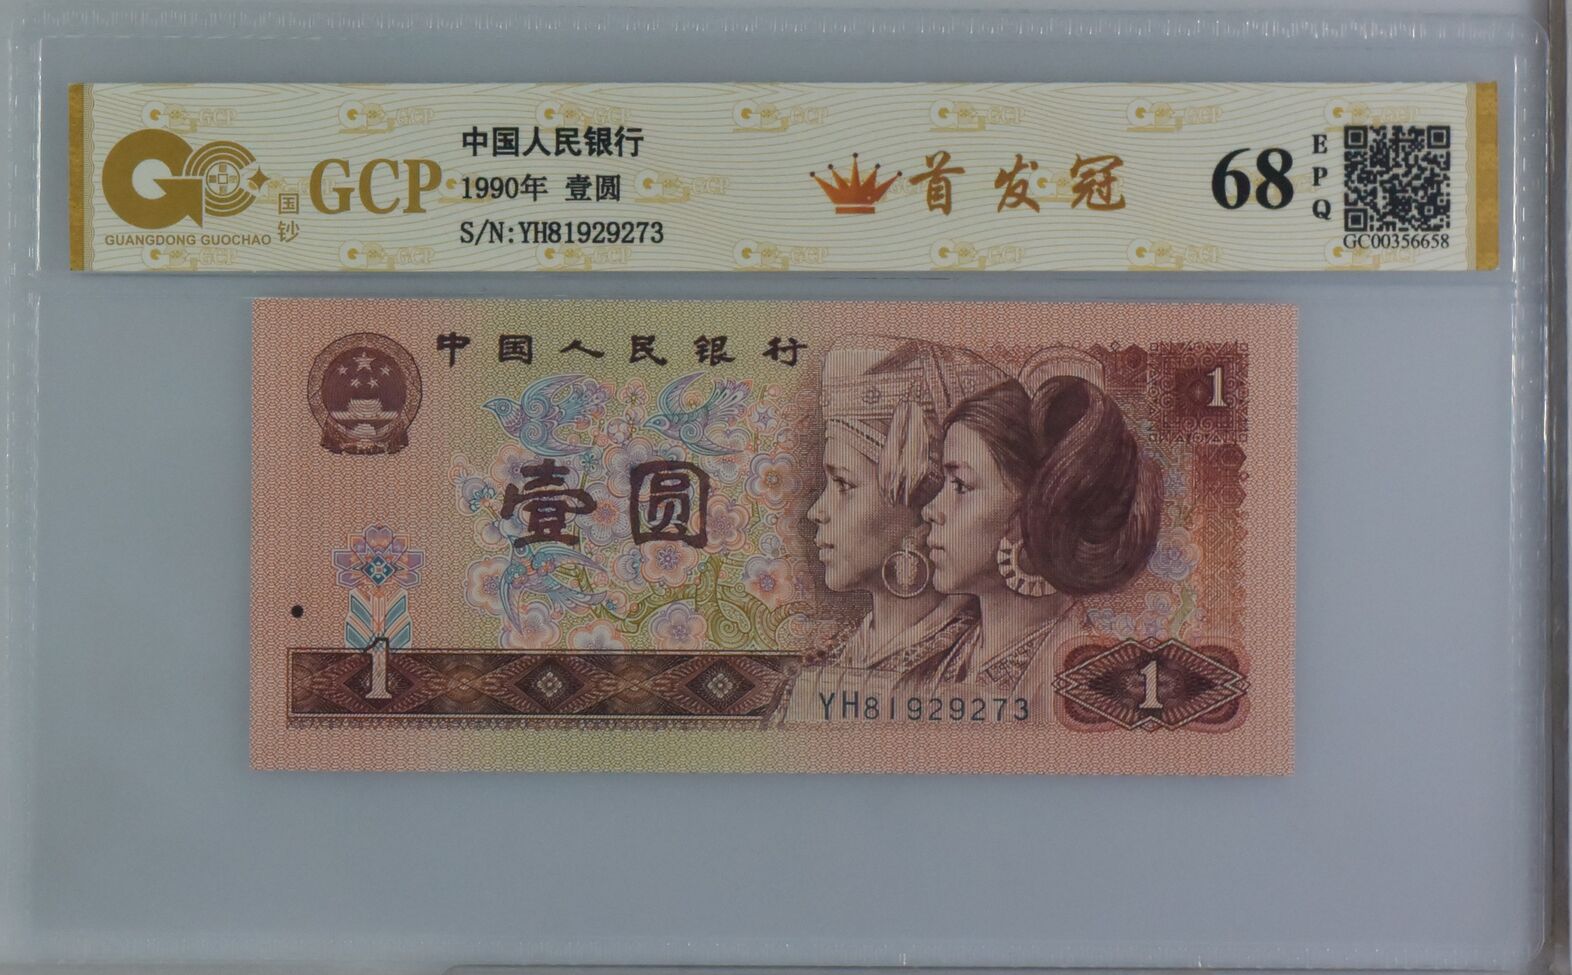 中国人民银行
1990年 壹圆
S/N:YH81929273
GC GCP
国钞
GUANGDONG GUOCHAO
首发冠
68
EPQ
GC00356658
中国人民银行
1
壹圆
1
1
YH81929273